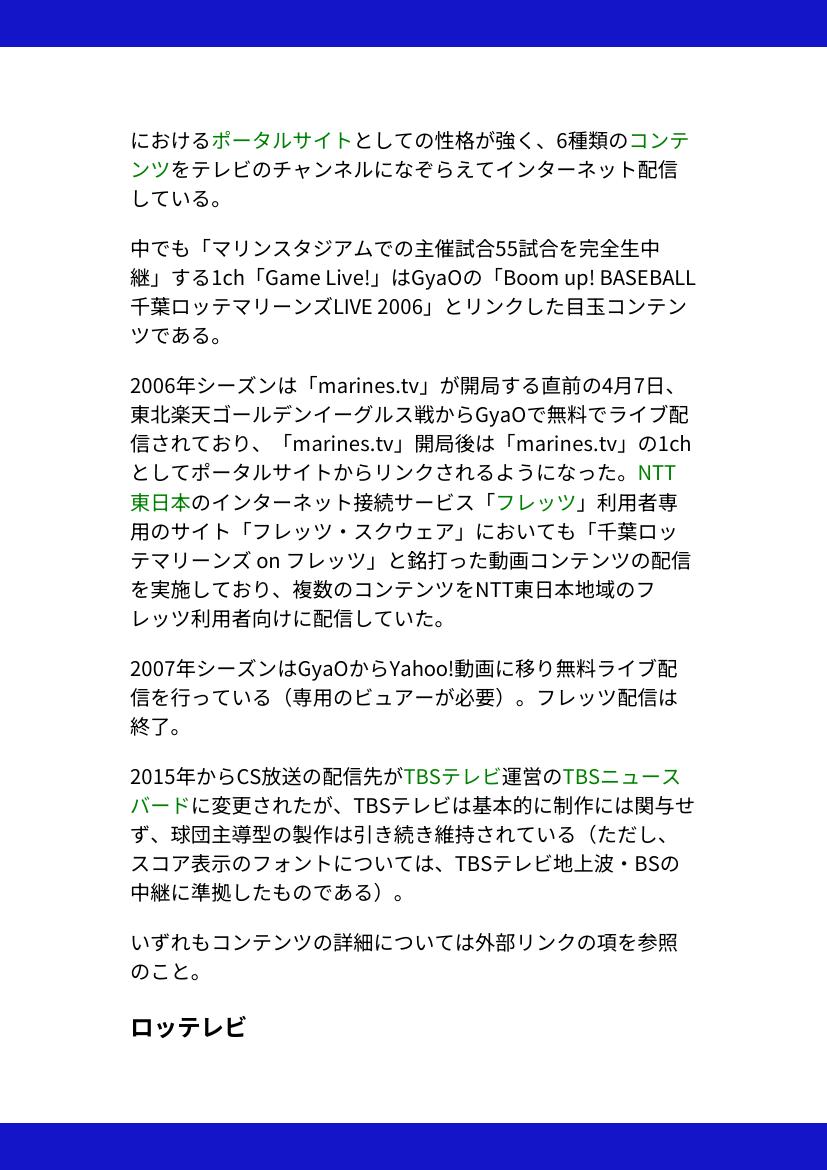 におけるポータルサイトとしての性格が強く、6種類のコンテ
ンツをテレビのチャンネルになぞらえてインターネット配信
している。
中でも「マリンスタジアムでの主催試合55試合を完全生中
継」する1ch「Game Live!」はGyaOの「Boom up! BASEBALL
千葉ロッテマリーンズLIVE 2006」とリンクした目玉コンテン
ツである。
2006年シーズンは「marines.tv」が開局する直前の4月7日、
東北楽天ゴールデンイーグルス戦からGyaOで無料でライブ配
信されており、「marines.tv」開局後は「marines.tv」の1ch
としてポータルサイトからリンクされるようになった。NTT
東日本のインターネット接続サービス「フレッツ」利用者専
用のサイト「フレッツ・スクウェア」においても「千葉ロッ
テマリーンズ on フレッツ」と銘打った動画コンテンツの配信
を実施しており、複数のコンテンツをNTT東日本地域のフ
レッツ利用者向けに配信していた。
2007年シーズンはGyaOからYahoo!動画に移り無料ライブ配
信を行っている（専用のビュアーが必要）。フレッツ配信は
終了。
2015年からCS放送の配信先がTBSテレビ運営のTBSニュース
バードに変更されたが、TBSテレビは基本的に制作には関与せ
ず、球団主導型の製作は引き続き維持されている（ただし、
スコア表示のフォントについては、TBSテレビ地上波・BSの
中継に準拠したものである）。
いずれもコンテンツの詳細については外部リンクの項を参照
のこと。
ロッテレビ